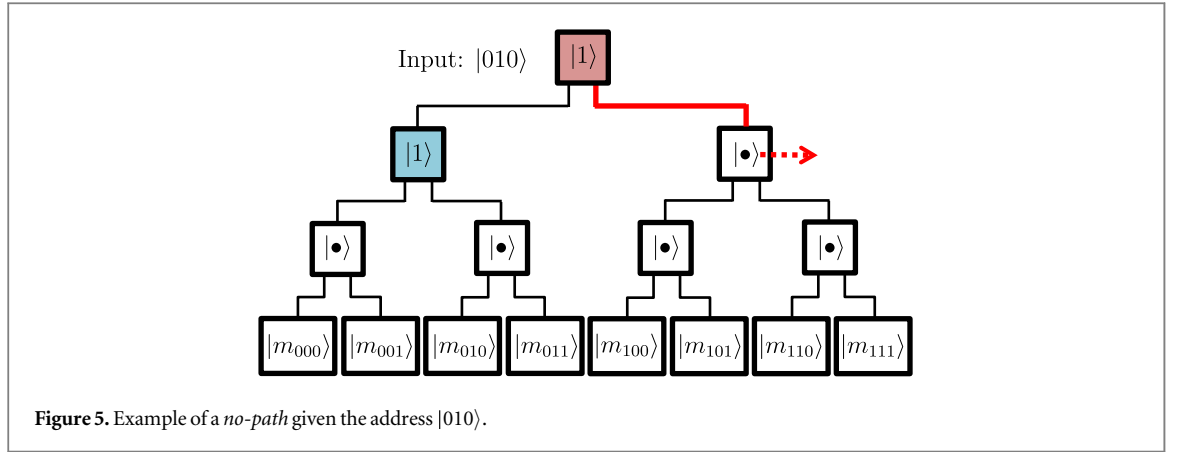 Input: |010⟩
|1⟩
|1⟩
|•⟩
|•⟩ |•⟩ |•⟩ |•⟩
|m₀₀₀⟩ |m₀₀₁⟩ |m₀₁₀⟩ |m₀₁₁⟩ |m₁₀₀⟩ |m₁₀₁⟩ |m₁₁₀⟩ |m₁₁₁⟩
Figure 5. Example of a no-path given the address |010⟩.